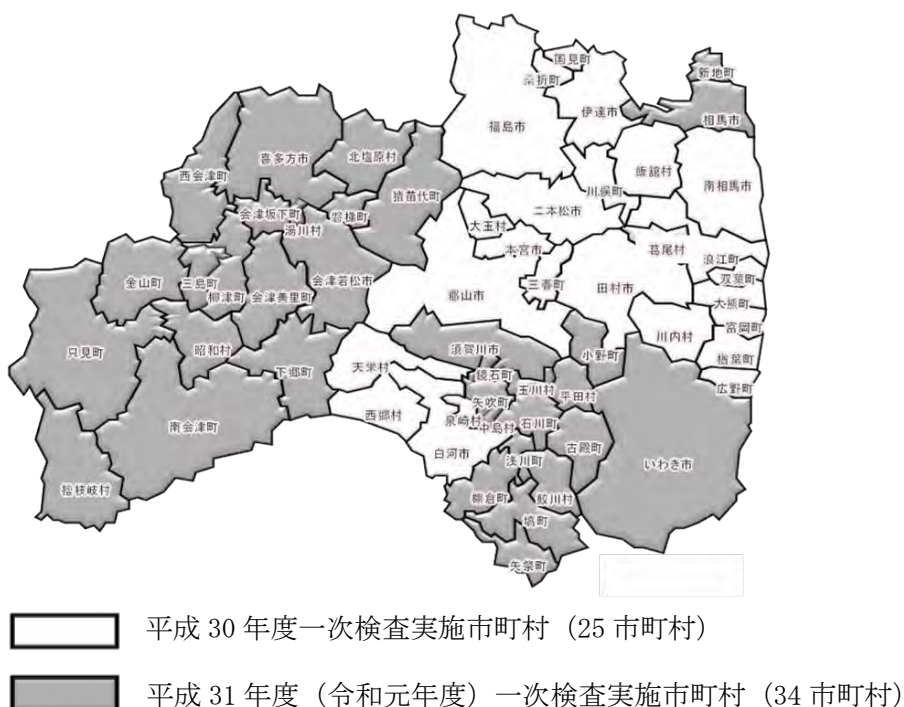 国見町
桑折町
新地町
伊達市
相馬市
福島市
喜多方市
北塩原村
飯舘村
西会津町
南相馬市
猪苗代町
川俣町
会津坂下町
磐梯町
二本松市
湯川村
大玉村
本宮市
葛尾村
浪江町
金山町
三島町
会津若松市
双葉町
柳津町
会津美里町
郡山市
三春町
田村市
大熊町
富岡町
川内村
只見町
昭和村
須賀川市
小野町
楢葉町
下郷町
天栄村
鏡石町
玉川村
平田村
広野町
矢吹町
西郷村
泉崎村
中島村
石川町
南会津町
白河市
古殿町
浅川町
いわき市
檜枝岐村
棚倉町
鮫川村
塙町
矢祭町
平成 30 年度一次検査実施市町村（25 市町村）
平成 31 年度（令和元年度）一次検査実施市町村（34 市町村）